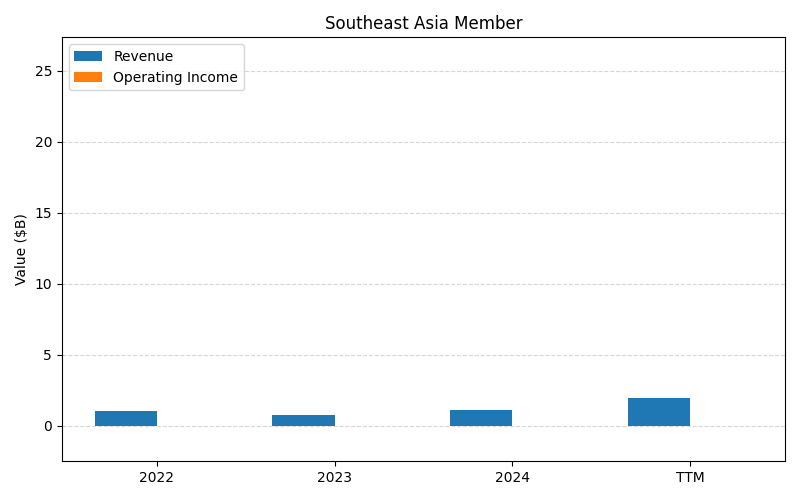 Southeast Asia Member
Revenue
Operating Income
Value ($B)
25
20
15
10
5
0
2022
2023
2024
TTM